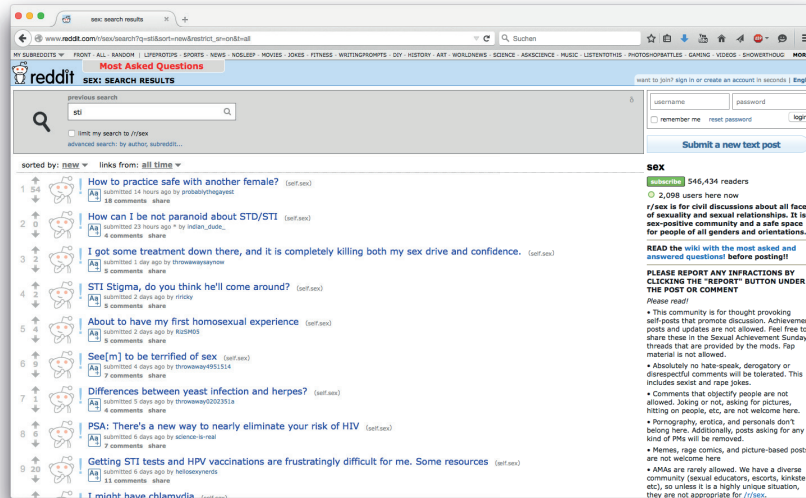 sex: search results
www.reddit.com/r/sex/search?q=sti&sort=new&restrict_sr=on&t=all
Suchen
MY SUBREDDITS FRONT - ALL - RANDOM | LIFEPROTIPS - SPORTS - NEWS - NOSLEEP - MOVIES - JOKES - FITNESS - WRITINGPROMPTS - DIY - HISTORY - ART - WORLDNEWS - SCIENCE - ASKSCIENCE - MUSIC - LISTENTOTHIS - PHOTOSHOPBATTLES - GAMING - VIDEOS - SHOWERTHOUG MOR
Most Asked Questions
reddit SEX: SEARCH RESULTS
want to join? sign in or create an account in seconds | Engl
previous search
sti
limit my search to /r/sex
advanced search: by author, subreddit...
username password
remember me reset password login
Submit a new text post
sorted by: new links from: all time
1 54 How to practice safe with another female? (self.sex)
Aa submitted 14 hours ago by probablythegayest
18 comments share
2 0 How can I be not paranoid about STD/STI (self.sex)
Aa submitted 23 hours ago * by indian_dude_
4 comments share
3 2 I got some treatment down there, and it is completely killing both my sex drive and confidence. (self.sex)
Aa submitted 1 day ago by throwawaysaynow
5 comments share
4 2 STI Stigma, do you think he'll come around? (self.sex)
Aa submitted 2 days ago by riricky
5 comments share
5 4 About to have my first homosexual experience (self.sex)
Aa submitted 2 days ago by RizSM05
5 comments share
6 9 See[m] to be terrified of sex (self.sex)
Aa submitted 4 days ago by throwaway4951514
7 comments share
7 1 Differences between yeast infection and herpes? (self.sex)
Aa submitted 5 days ago by throwaway0202351a
4 comments share
8 6 PSA: There's a new way to nearly eliminate your risk of HIV (self.sex)
Aa submitted 6 days ago by science-is-real
7 comments share
9 20 Getting STI tests and HPV vaccinations are frustratingly difficult for me. Some resources (self.sex)
Aa submitted 6 days ago by hellosexynerds
11 comments share
I might have chlamydia (self.sex)
sex
subscribe 546,434 readers
2,098 users here now
r/sex is for civil discussions about all face
of sexuality and sexual relationships. It is
sex-positive community and a safe space
for people of all genders and orientations.
READ the wiki with the most asked and
answered questions! before posting!!
PLEASE REPORT ANY INFRACTIONS BY
CLICKING THE "REPORT" BUTTON UNDER
THE POST OR COMMENT
Please read!
• This community is for thought provoking
self-posts that promote discussion. Achievemen
posts and updates are not allowed. Feel free to
share these in the Sexual Achievement Sunday
threads that are provided by the mods. Fap
material is not allowed.
• Absolutely no hate-speak, derogatory or
disrespectful comments will be tolerated. This
includes sexist and rape jokes.
• Comments that objectify people are not
allowed. Joking or not, asking for pictures,
hitting on people, etc, are not welcome here.
• Pornography, erotica, and personals don't
belong here. Additionally, posts asking for any
kind of PMs will be removed.
• Memes, rage comics, and picture-based posts
are not welcome here
• AMAs are rarely allowed. We have a diverse
community (sexual educators, escorts, kinkste
etc), so unless it is a highly unique situation,
they are not appropriate for /r/sex.